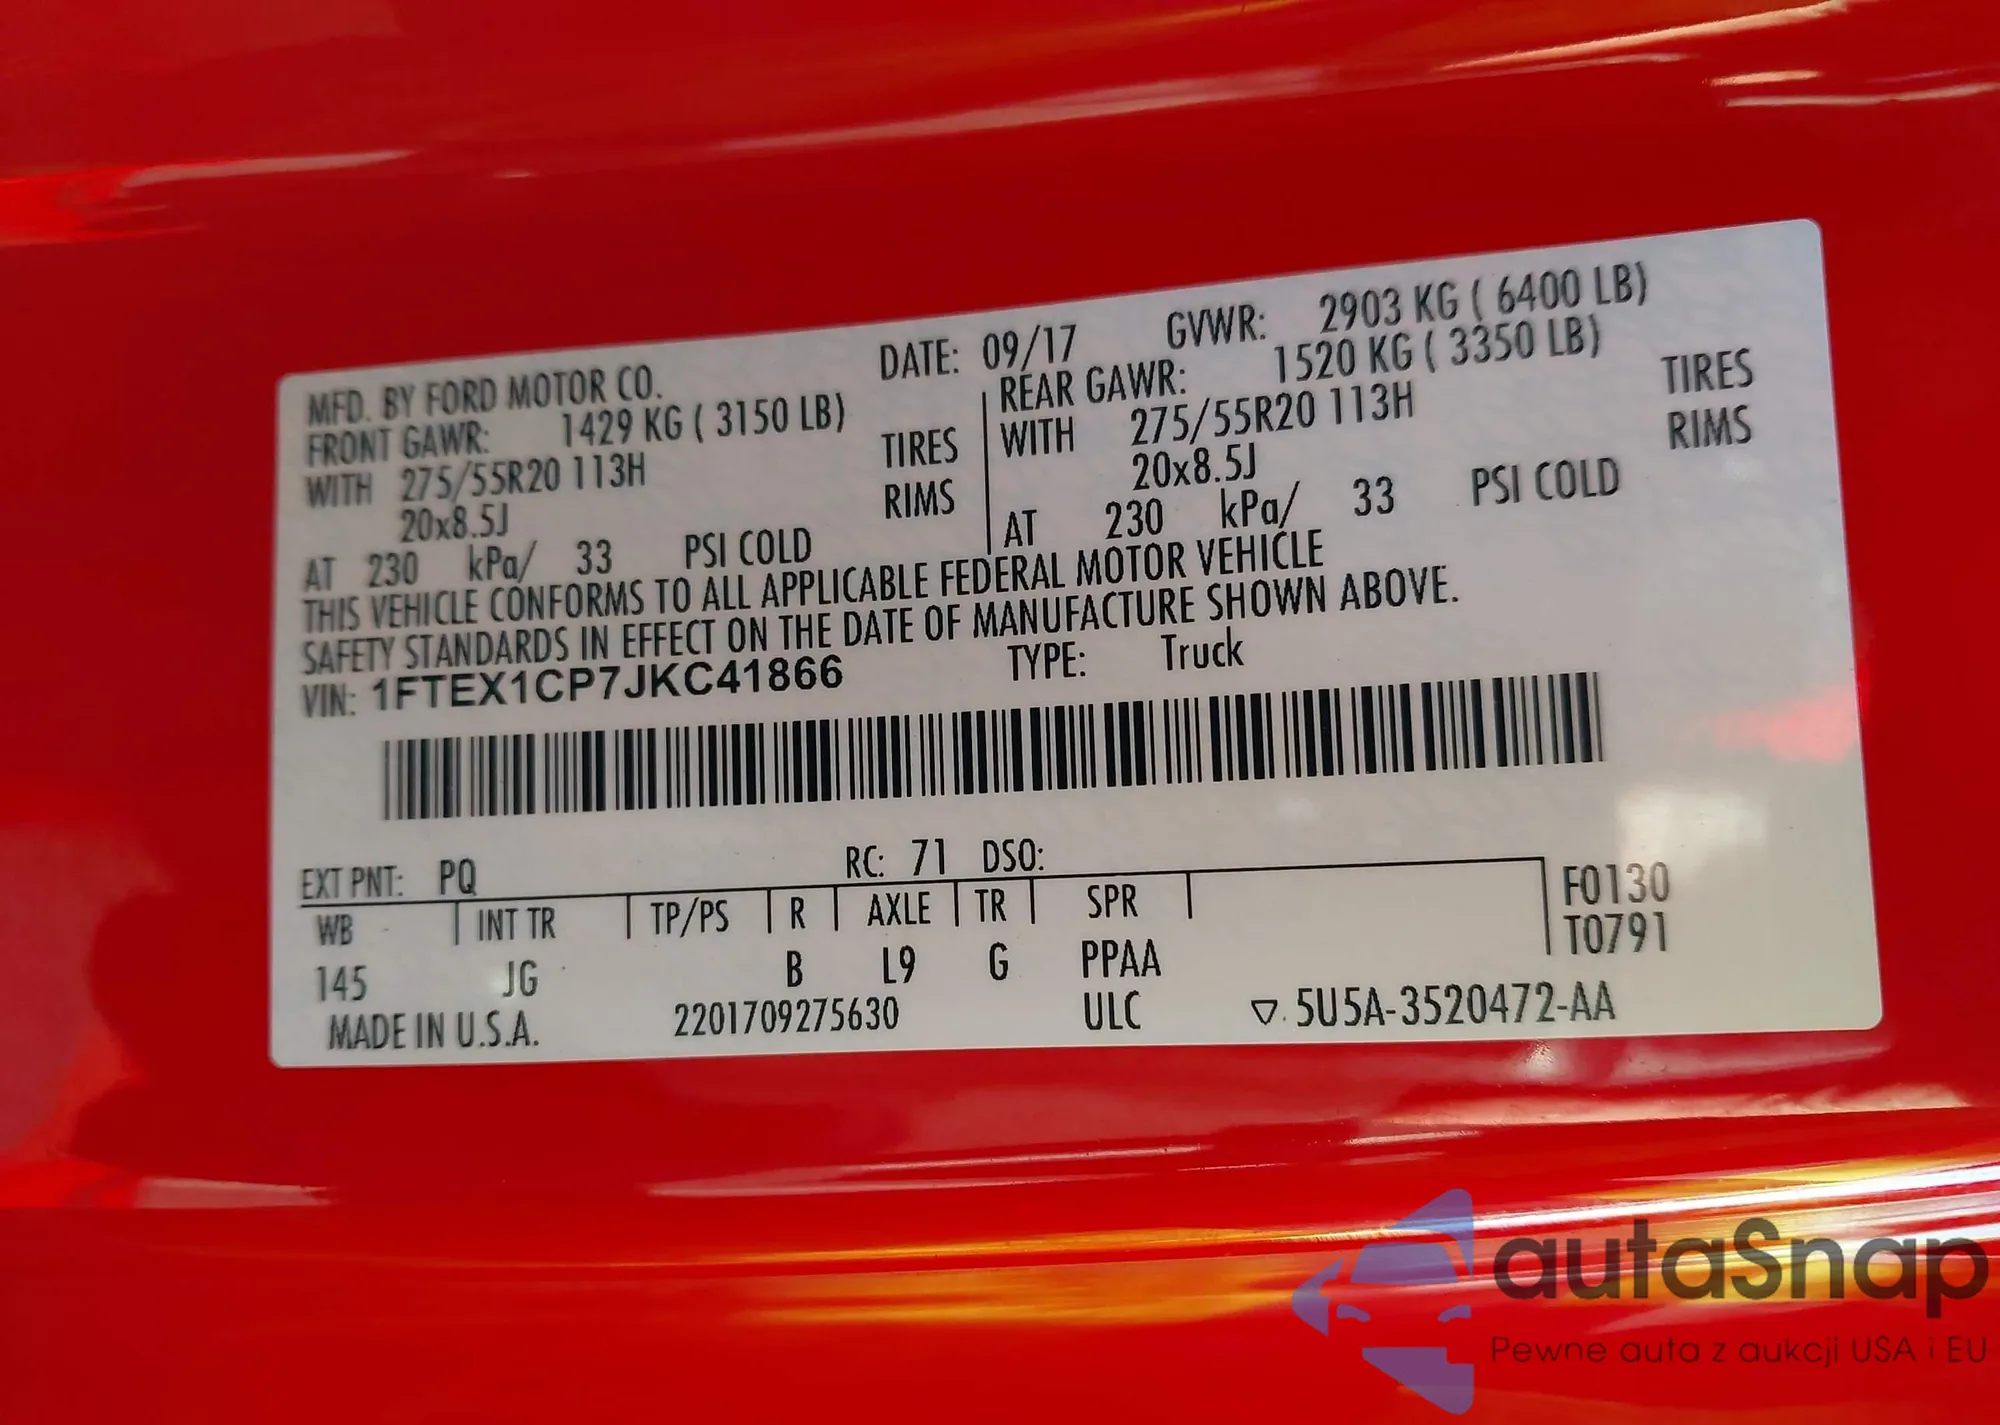 MFD. BY FORD MOTOR CO. DATE: 09/17 GVWR: 2903 KG ( 6400 LB)
FRONT GAWR: 1429 KG ( 3150 LB)
WITH 275/55R20 113H TIRES
20x8.5J RIMS
AT 230 kPa/ 33 PSI COLD
REAR GAWR: 1520 KG ( 3350 LB)
WITH 275/55R20 113H TIRES
20x8.5J RIMS
AT 230 kPa/ 33 PSI COLD
THIS VEHICLE CONFORMS TO ALL APPLICABLE FEDERAL MOTOR VEHICLE
SAFETY STANDARDS IN EFFECT ON THE DATE OF MANUFACTURE SHOWN ABOVE.
VIN: 1FTEX1CP7JKC41866 TYPE: Truck
EXT PNT: PQ RC: 71 DSO:
WB INT TR TP/PS R AXLE TR SPR F0130
T0791
145 JG B L9 G PPAA
MADE IN U.S.A. 2201709275630 ULC ▽. 5U5A-3520472-AA
autaSnap
Pewne auta z aukcji USA i EU